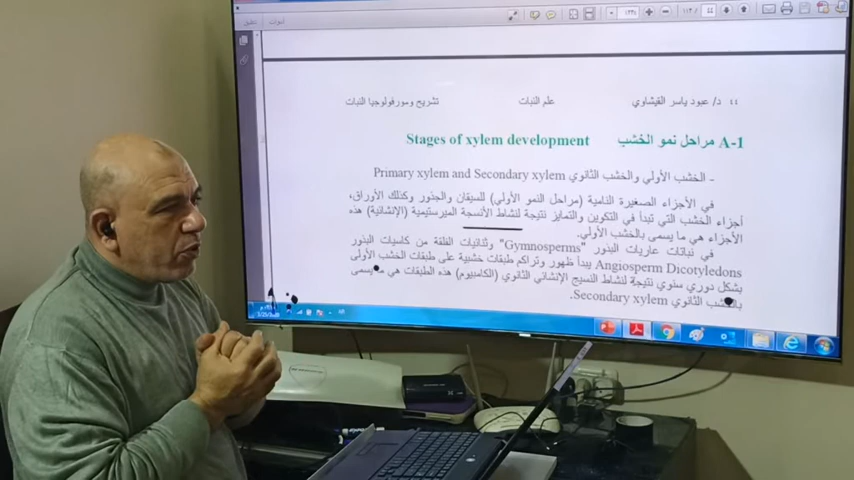 ٤٤ د/ عبود ياسر القيشاوي علم النبات تشريح ومورفولوجيا النبات
A-1 مراحل نمو الخشب Stages of xylem development
- الخشب الأولي والخشب الثانوي Primary xylem and Secondary xylem
في الأجزاء الصغيرة النامية (مراحل النمو الأولي) للسيقان والجذور وكذلك الأوراق،
أجزاء الخشب التي تبدأ في التكوين والتمايز نتيجة لنشاط الأنسجة الميرستيمية (الإنشائية) هذه
الأجزاء هي ما يسمى بالخشب الأولي.
في نباتات عاريات البذور "Gymnosperms" وثنائيات الفلقة من كاسيات البذور
Angiosperm Dicotyledons يبدأ ظهور وتراكم طبقات خشبية على طبقات الخشب الأولى
بشكل دوري سنوي نتيجة لنشاط النسيج الإنشائي الثانوي (الكامبيوم) هذه الطبقات هي ما يسمى
بالخشب الثانوي Secondary xylem.